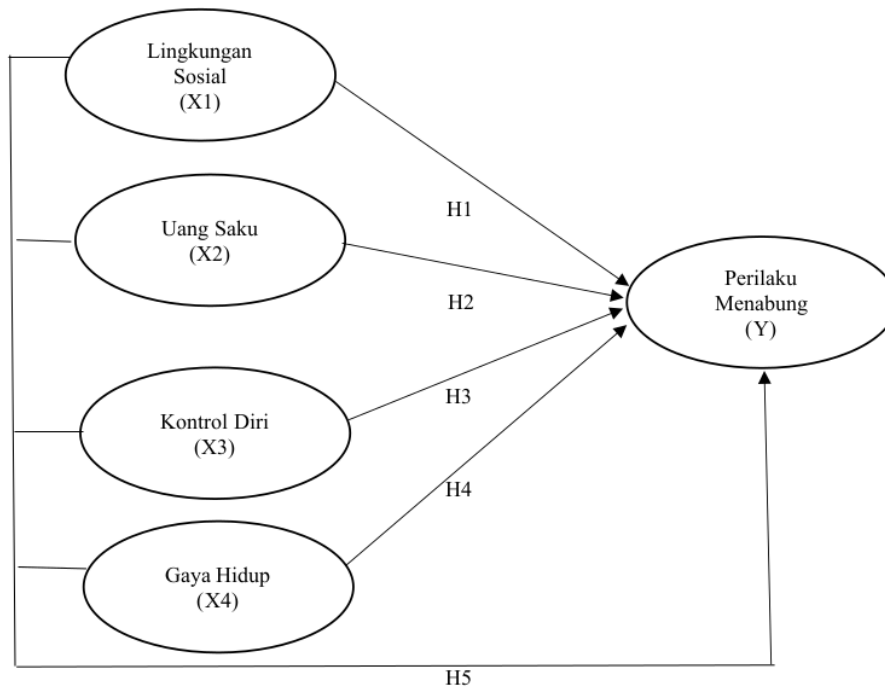 Lingkungan
Sosial
(X1)
H1
Uang Saku
(X2)
Perilaku
Menabung
(Y)
H2
H3
Kontrol Diri
(X3)
H4
Gaya Hidup
(X4)
H5